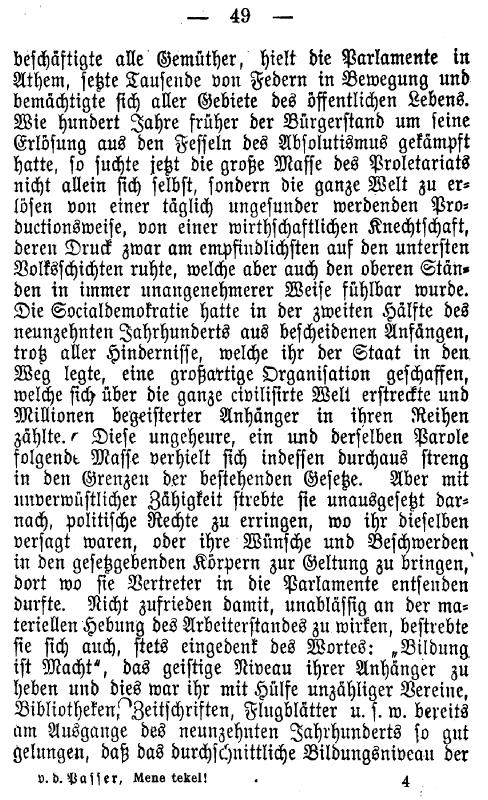 — 49 —
beschäftigte alle Gemüther, hielt die Parlamente in
Athem, setzte Tausende von Federn in Bewegung und
bemächtigte sich aller Gebiete des öffentlichen Lebens.
Wie hundert Jahre früher der Bürgerstand um seine
Erlösung aus den Fesseln des Absolutismus gekämpft
hatte, so suchte jetzt die große Masse des Proletariats
nicht allein sich selbst, sondern die ganze Welt zu er-
lösen von einer täglich ungesunder werdenden Pro-
ductionsweise, von einer wirthschaftlichen Knechtschaft,
deren Druck zwar am empfindlichsten auf den untersten
Volksschichten ruhte, welche aber auch den oberen Stän-
den in immer unangenehmerer Weise fühlbar wurde.
Die Socialdemokratie hatte in der zweiten Hälfte des
neunzehnten Jahrhunderts aus bescheidenen Anfängen,
trotz aller Hindernisse, welche ihr der Staat in den
Weg legte, eine großartige Organisation geschaffen,
welche sich über die ganze civilisirte Welt erstreckte und
Millionen begeisterter Anhänger in ihren Reihen
zählte. Diese ungeheure, ein und derselben Parole
folgende Masse verhielt sich indessen durchaus streng
in den Grenzen der bestehenden Gesetze. Aber mit
unverwüstlicher Zähigkeit strebte sie unausgesetzt dar-
nach, politische Rechte zu erringen, wo ihr dieselben
versagt waren, oder ihre Wünsche und Beschwerden
in den gesetzgebenden Körpern zur Geltung zu bringen,
dort wo sie Vertreter in die Parlamente entsenden
durfte. Nicht zufrieden damit, unablässig an der ma-
teriellen Hebung des Arbeiterstandes zu wirken, bestrebte
sie sich auch, stets eingedenk des Wortes: „Bildung
ist Macht“, das geistige Niveau ihrer Anhänger zu
heben und dies war ihr mit Hülfe unzähliger Vereine,
Bibliotheken, Zeitschriften, Flugblätter u. s. w. bereits
am Ausgange des neunzehnten Jahrhunderts so gut
gelungen, daß das durchschnittliche Bildungsniveau der
v. d. Passer, Mene tekel! 4